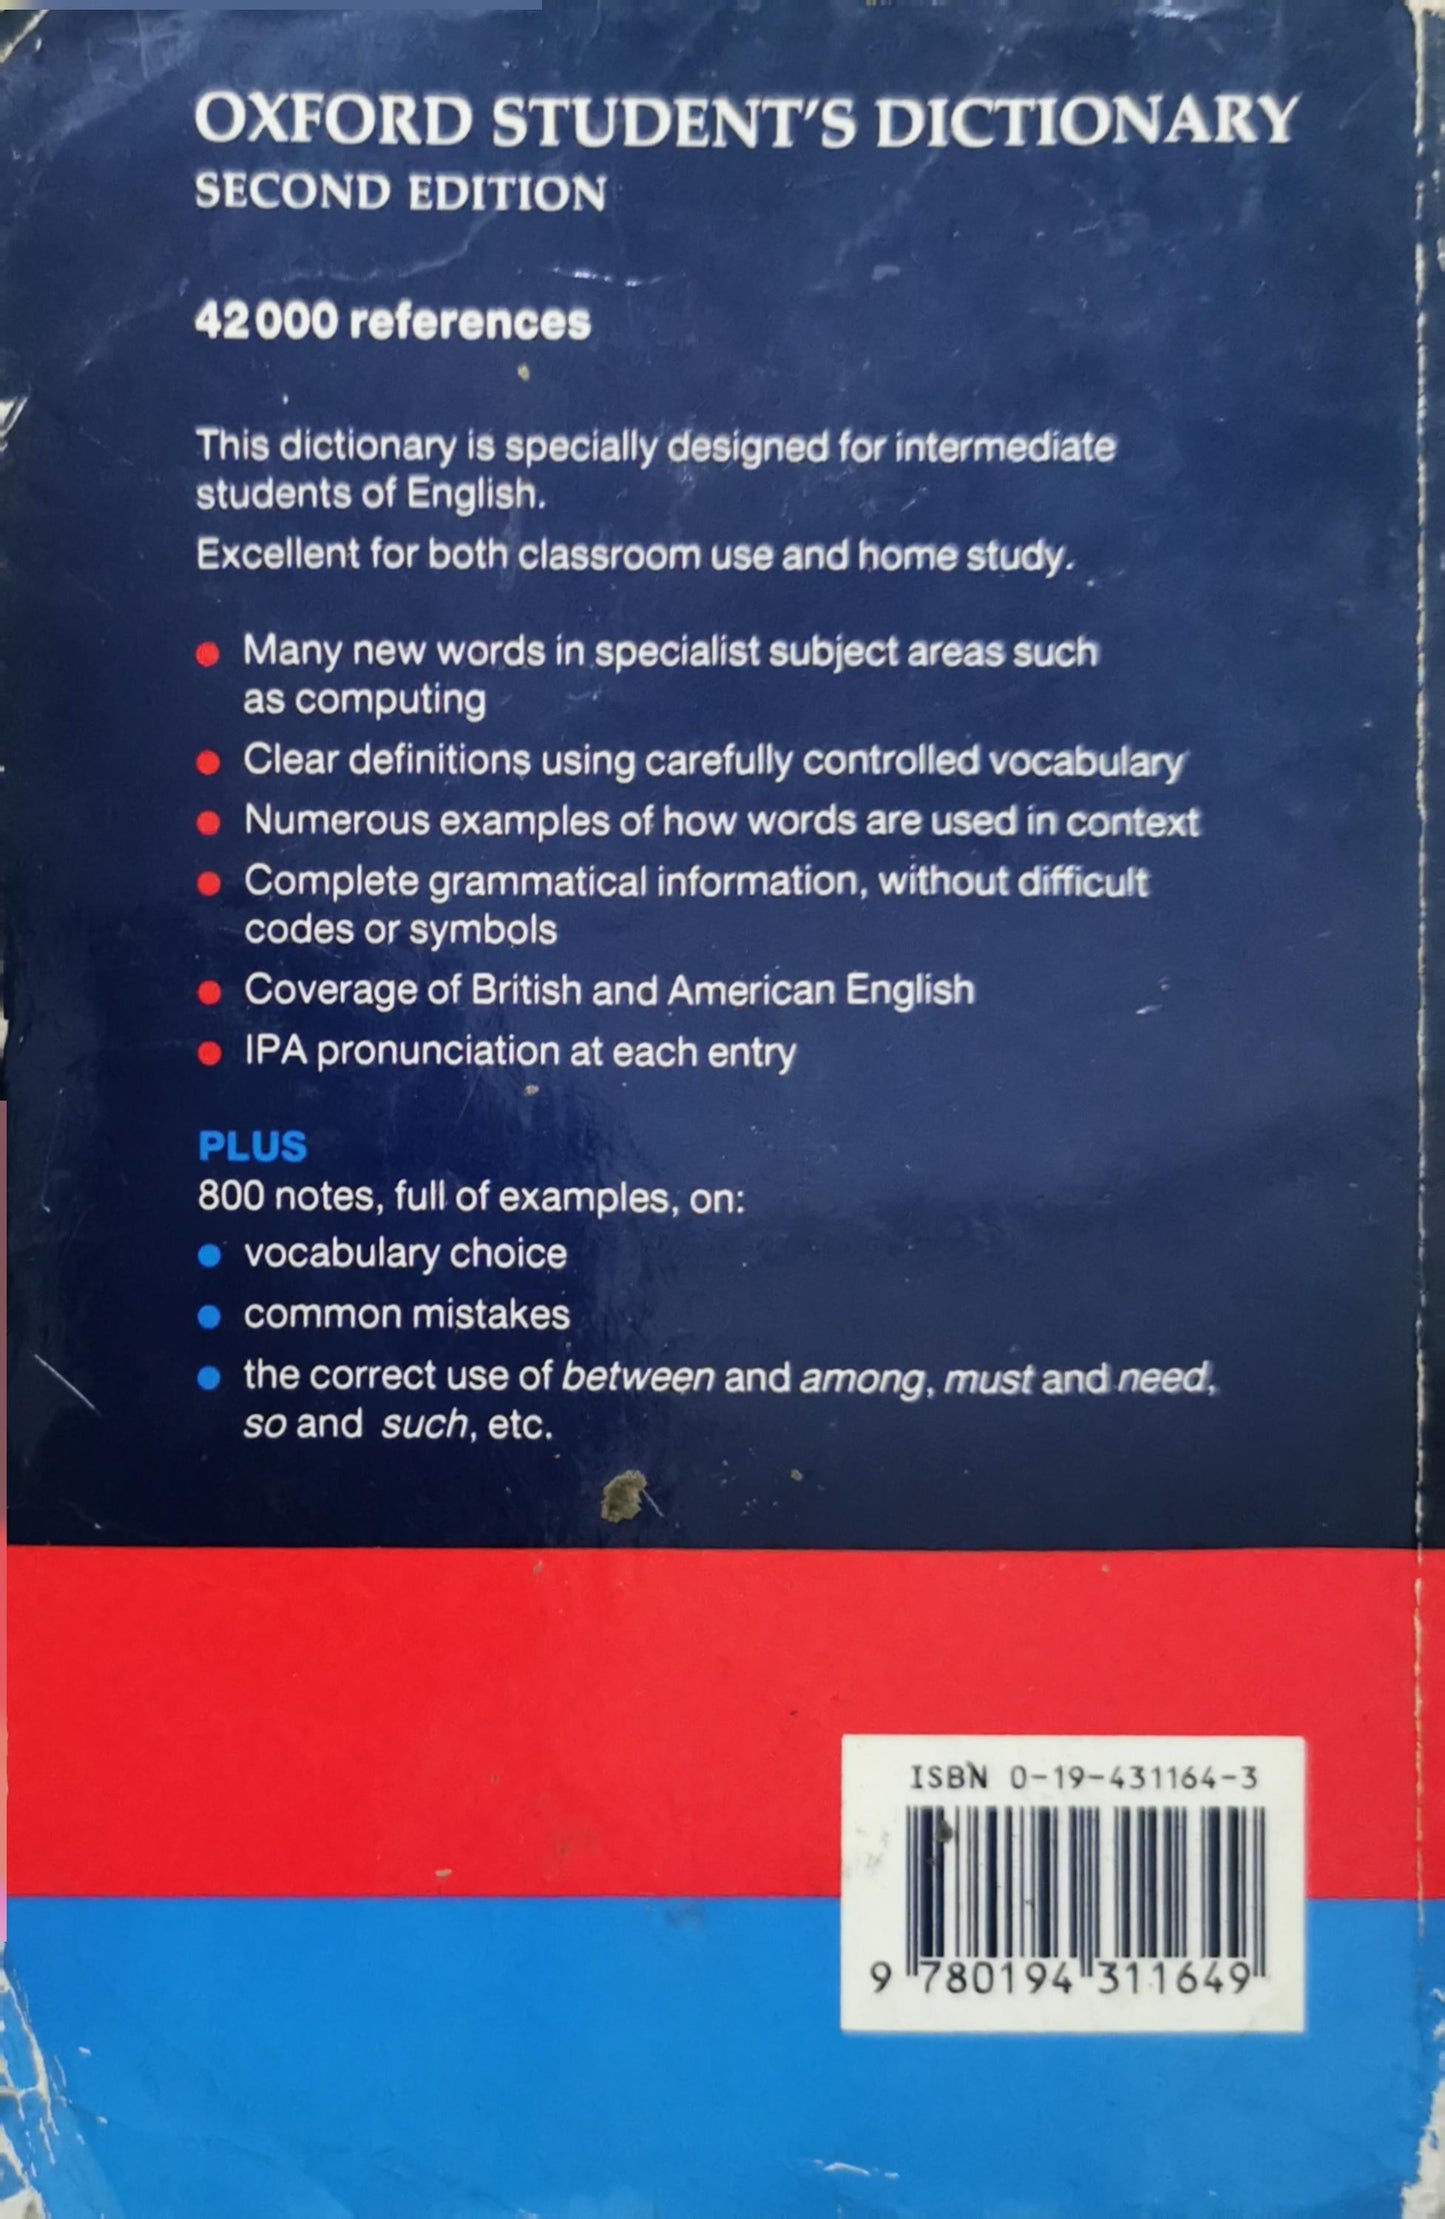 OXFORD STUDENT'S DICTIONARY
SECOND EDITION
42 000 references
This dictionary is specially designed for intermediate
students of English.
Excellent for both classroom use and home study.
● Many new words in specialist subject areas such
as computing
● Clear definitions using carefully controlled vocabulary
● Numerous examples of how words are used in context
● Complete grammatical information, without difficult
codes or symbols
● Coverage of British and American English
● IPA pronunciation at each entry
PLUS
800 notes, full of examples, on:
● vocabulary choice
● common mistakes
● the correct use of between and among, must and need,
so and such, etc.
ISBN 0-19-431164-3
9 780194 311649